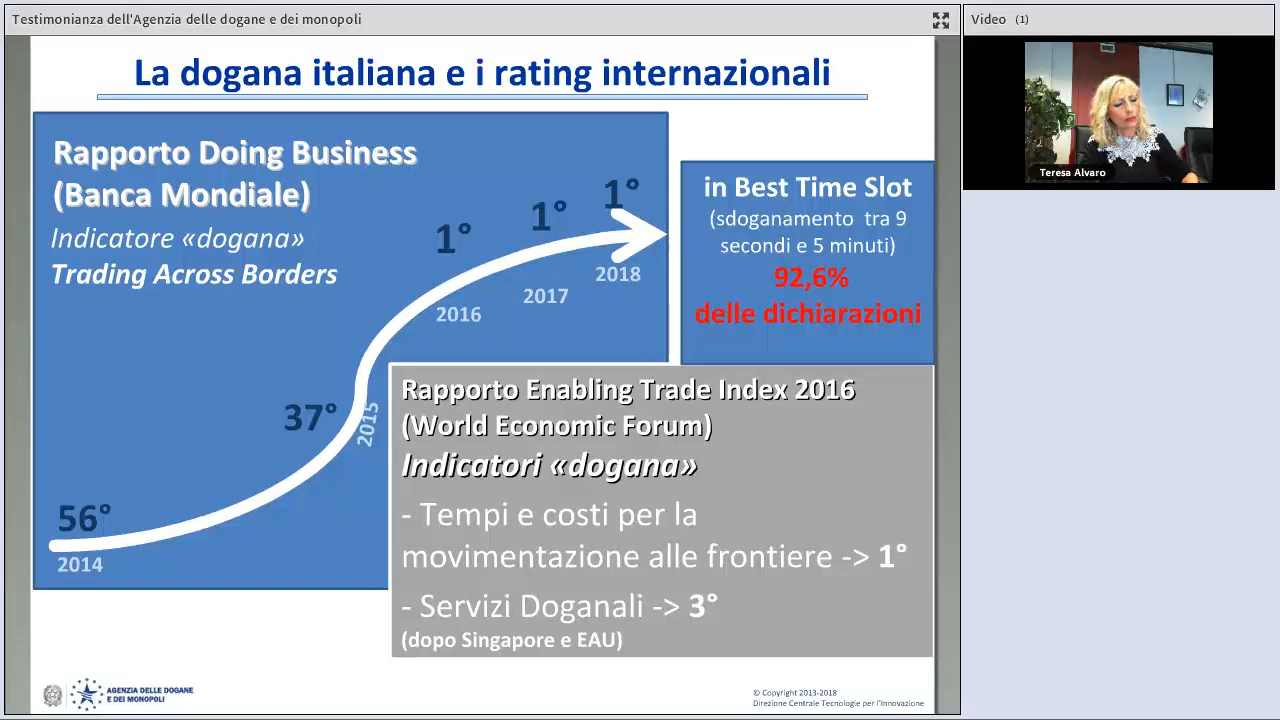 Testimonianza dell'Agenzia delle dogane e dei monopoli
Video (1)
La dogana italiana e i rating internazionali
Rapporto Doing Business
(Banca Mondiale)
Indicatore «dogana»
Trading Across Borders
56°
2014
37°
2015
1°
2016
1°
2017
1°
2018
in Best Time Slot
(sdoganamento tra 9
secondi e 5 minuti)
92,6%
delle dichiarazioni
Rapporto Enabling Trade Index 2016
(World Economic Forum)
Indicatori «dogana»
- Tempi e costi per la
movimentazione alle frontiere -> 1°
- Servizi Doganali -> 3°
(dopo Singapore e EAU)
AGENZIA DELLE DOGANE
E DEI MONOPOLI
© Copyright 2013-2018
Direzione Centrale Tecnologie per l'Innovazione
Teresa Alvaro